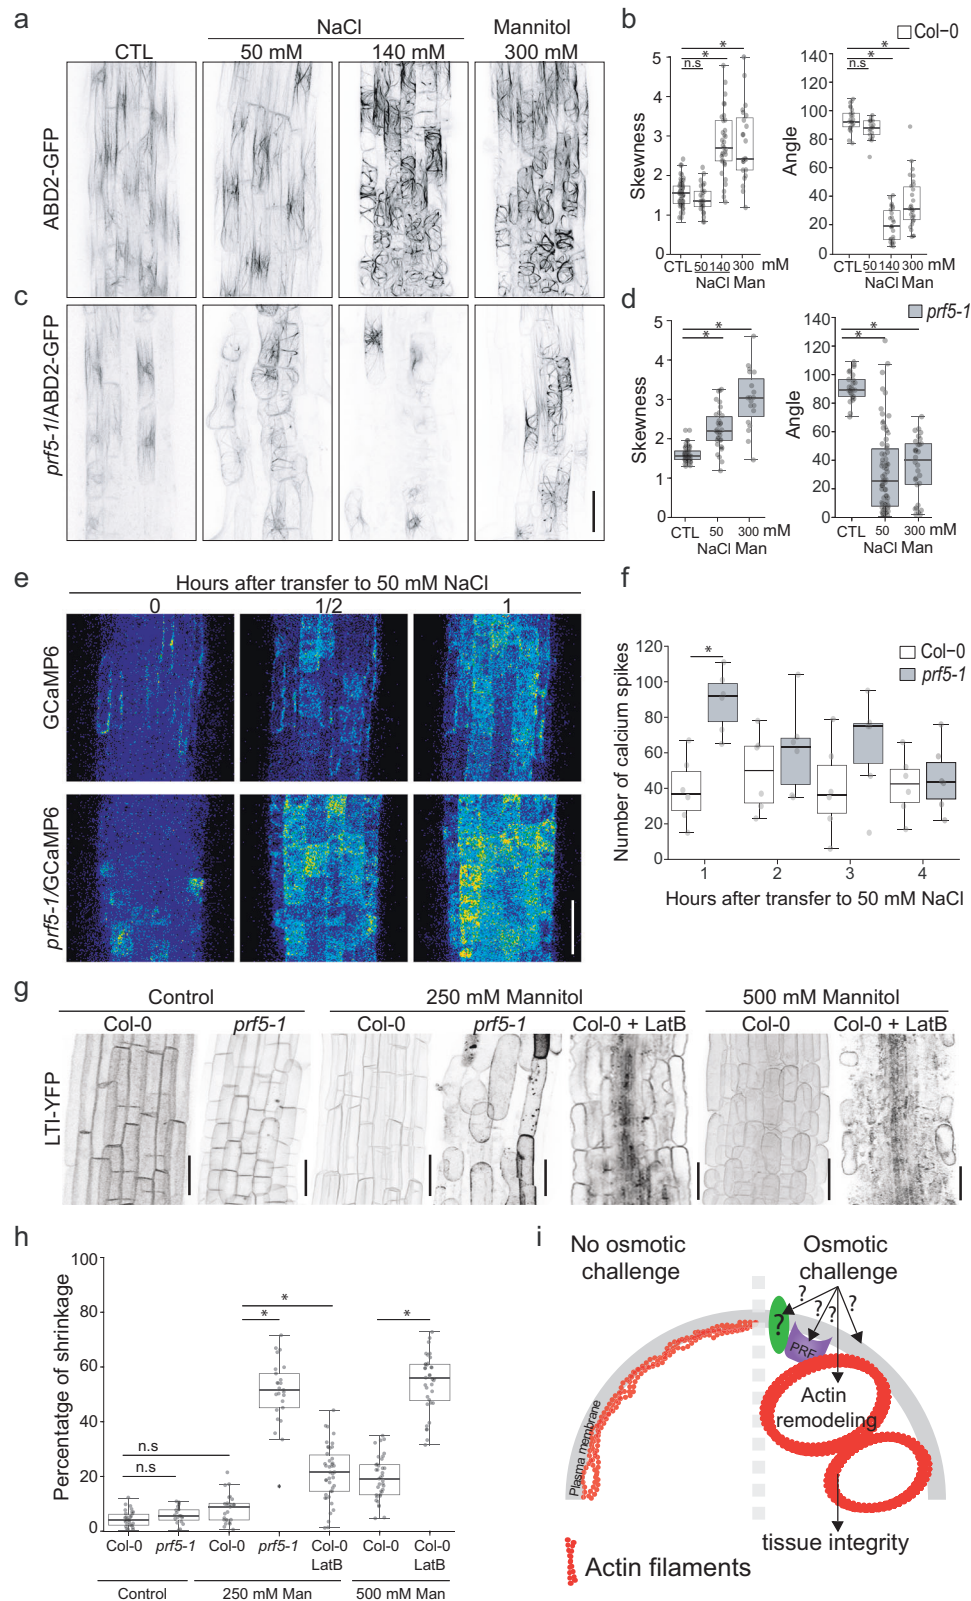 a
NaCl
Mannitol
CTL
50 mM
140 mM
300 mM
ABD2-GFP
b
Col−0
Skewness
5
4
3
2
1
0
n.s
*
*
CTL
50
140
300
mM
NaCl
Man
Angle
140
120
100
80
60
40
20
0
n.s
*
*
CTL
50
140
300
mM
NaCl
Man
c
prf5-1/ABD2-GFP
d
prf5-1
Skewness
5
4
3
2
1
0
*
*
CTL
50
300
mM
NaCl Man
Angle
140
120
100
80
60
40
20
0
*
*
CTL
50
300
mM
NaCl Man
e
Hours after transfer to 50 mM NaCl
0
1/2
1
GCaMP6
prf5-1/GCaMP6
f
Col−0
prf5-1
Number of calcium spikes
120
100
80
60
40
20
0
*
1
2
3
4
Hours after transfer to 50 mM NaCl
g
Control
250 mM Mannitol
500 mM Mannitol
Col-0
prf5-1
Col-0
prf5-1
Col-0 + LatB
Col-0
Col-0 + LatB
LTI-YFP
h
Percentatge of shrinkage
100
80
60
40
20
0
n.s
n.s
*
*
*
Col-0
prf5-1
Col-0
prf5-1
Col-0
LatB
Col-0
Col-0
LatB
Control
250 mM Man
500 mM Man
i
No osmotic
challenge
Osmotic
challenge
?
?
?
?
?
PRF
Plasma membrane
Actin
remodeling
tissue integrity
Actin filaments